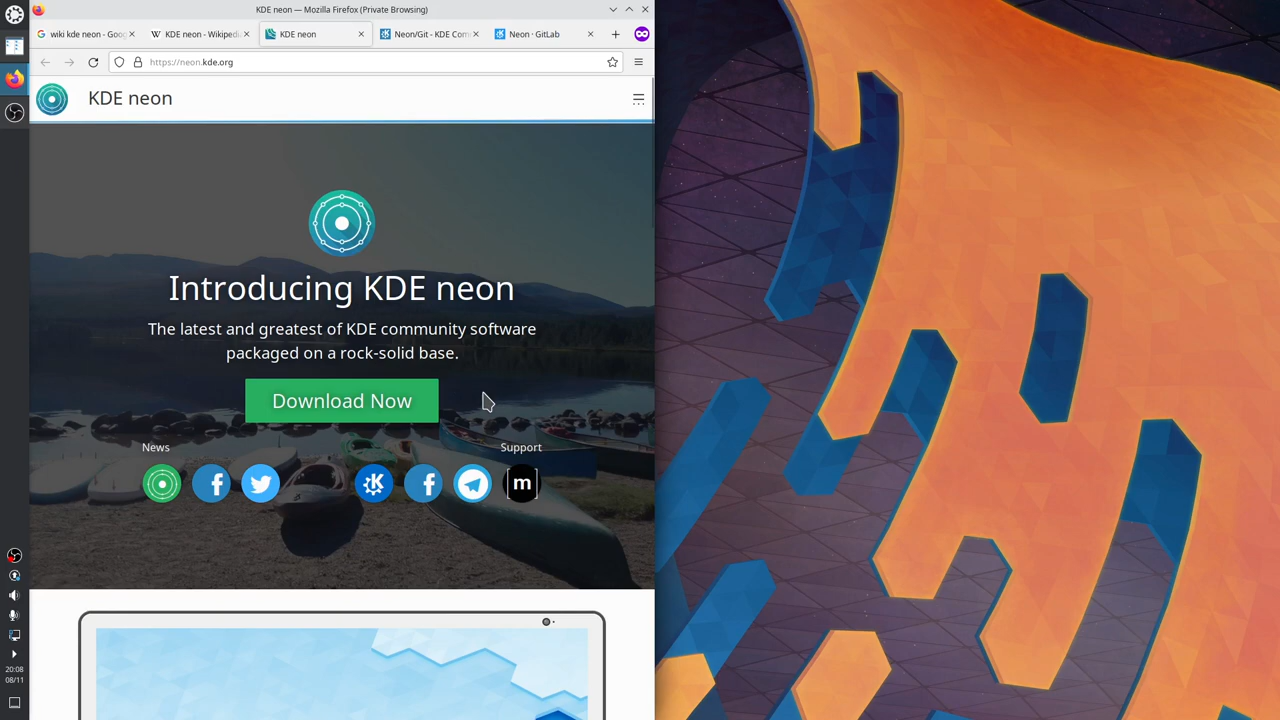 KDE neon — Mozilla Firefox (Private Browsing)
wiki kde neon - Goog
KDE neon - Wikipedi
KDE neon
Neon/Git - KDE Com
Neon · GitLab
https://neon.kde.org
KDE neon
Introducing KDE neon
The latest and greatest of KDE community software
packaged on a rock-solid base.
Download Now
News
Support
[m]
20:08
08/11